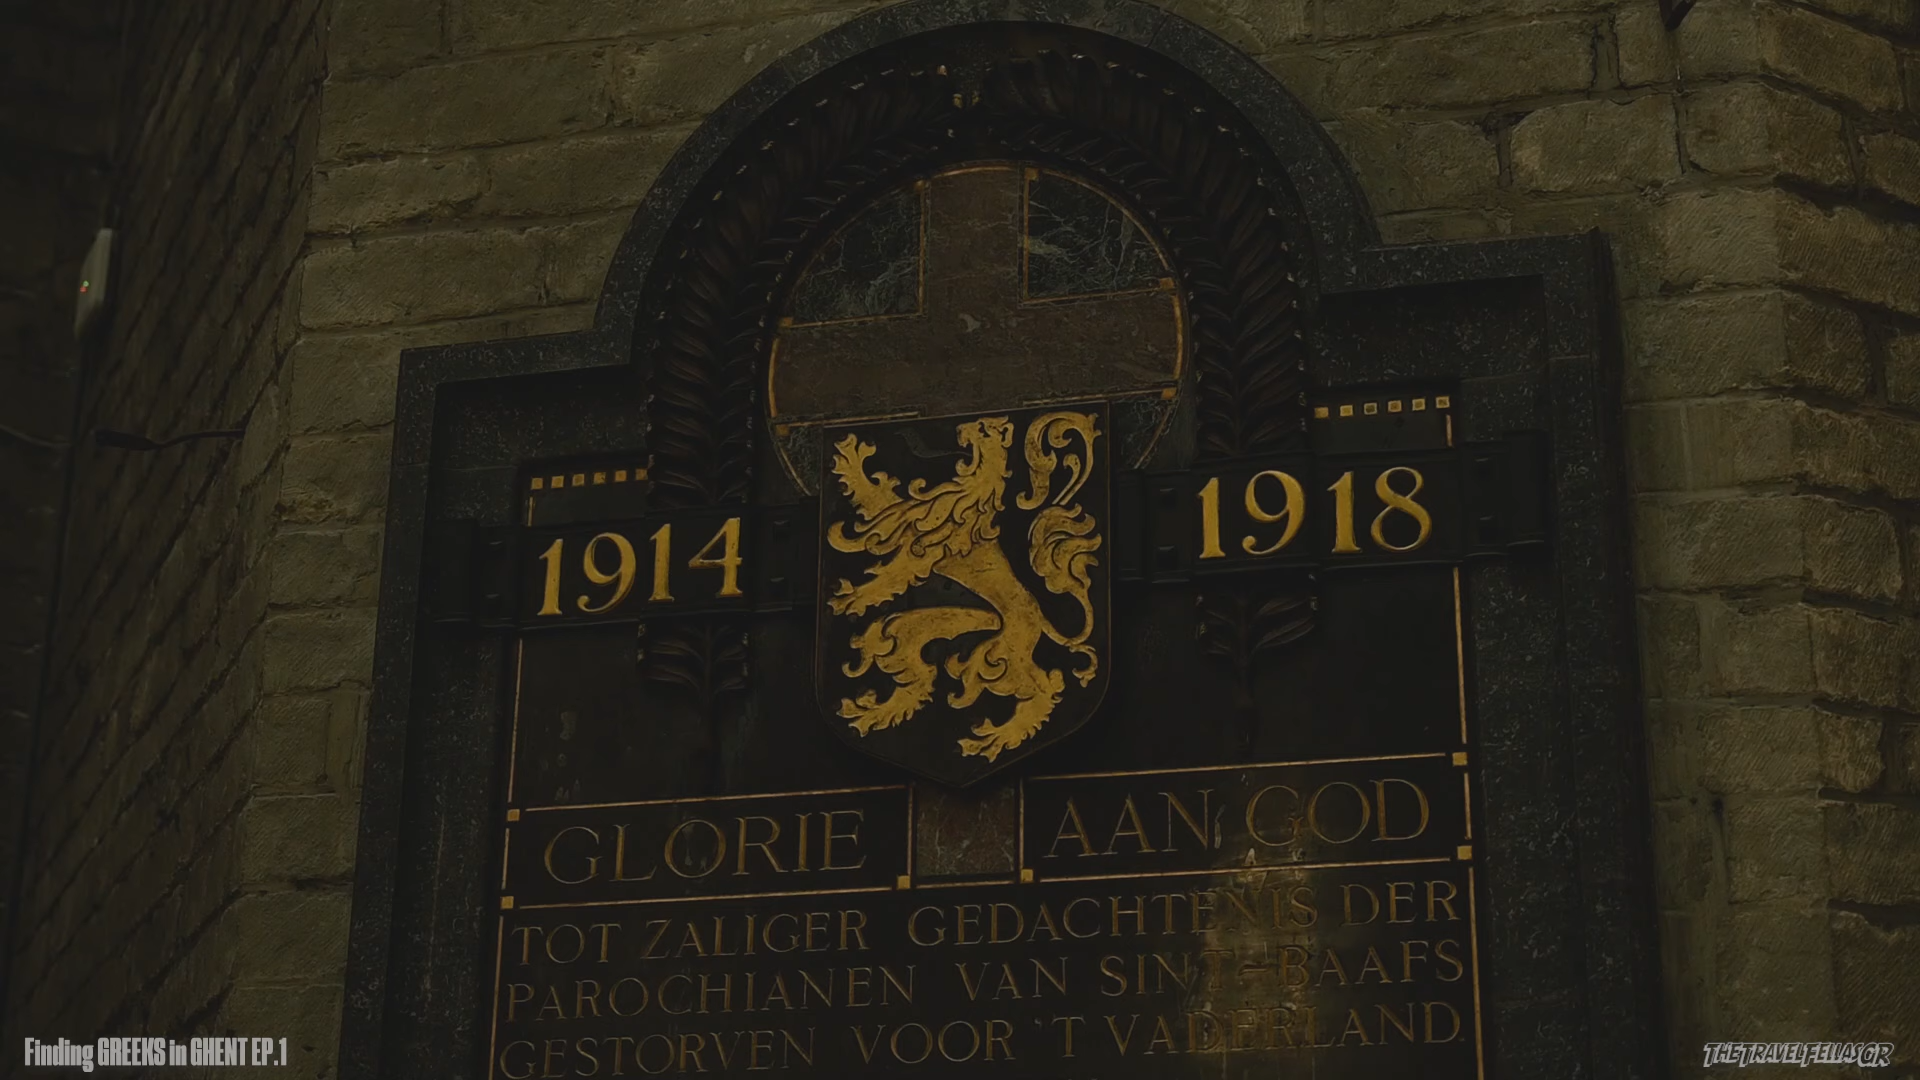 1914 1918
GLORIE AAN GOD
TOT ZALIGER GEDACHTENIS DER
PAROCHIANEN VAN SINT-BAAFS
GESTORVEN VOOR 'T VADERLAND
Finding GREEKS in GHENT EP.1
THETRAVELFELLASGR